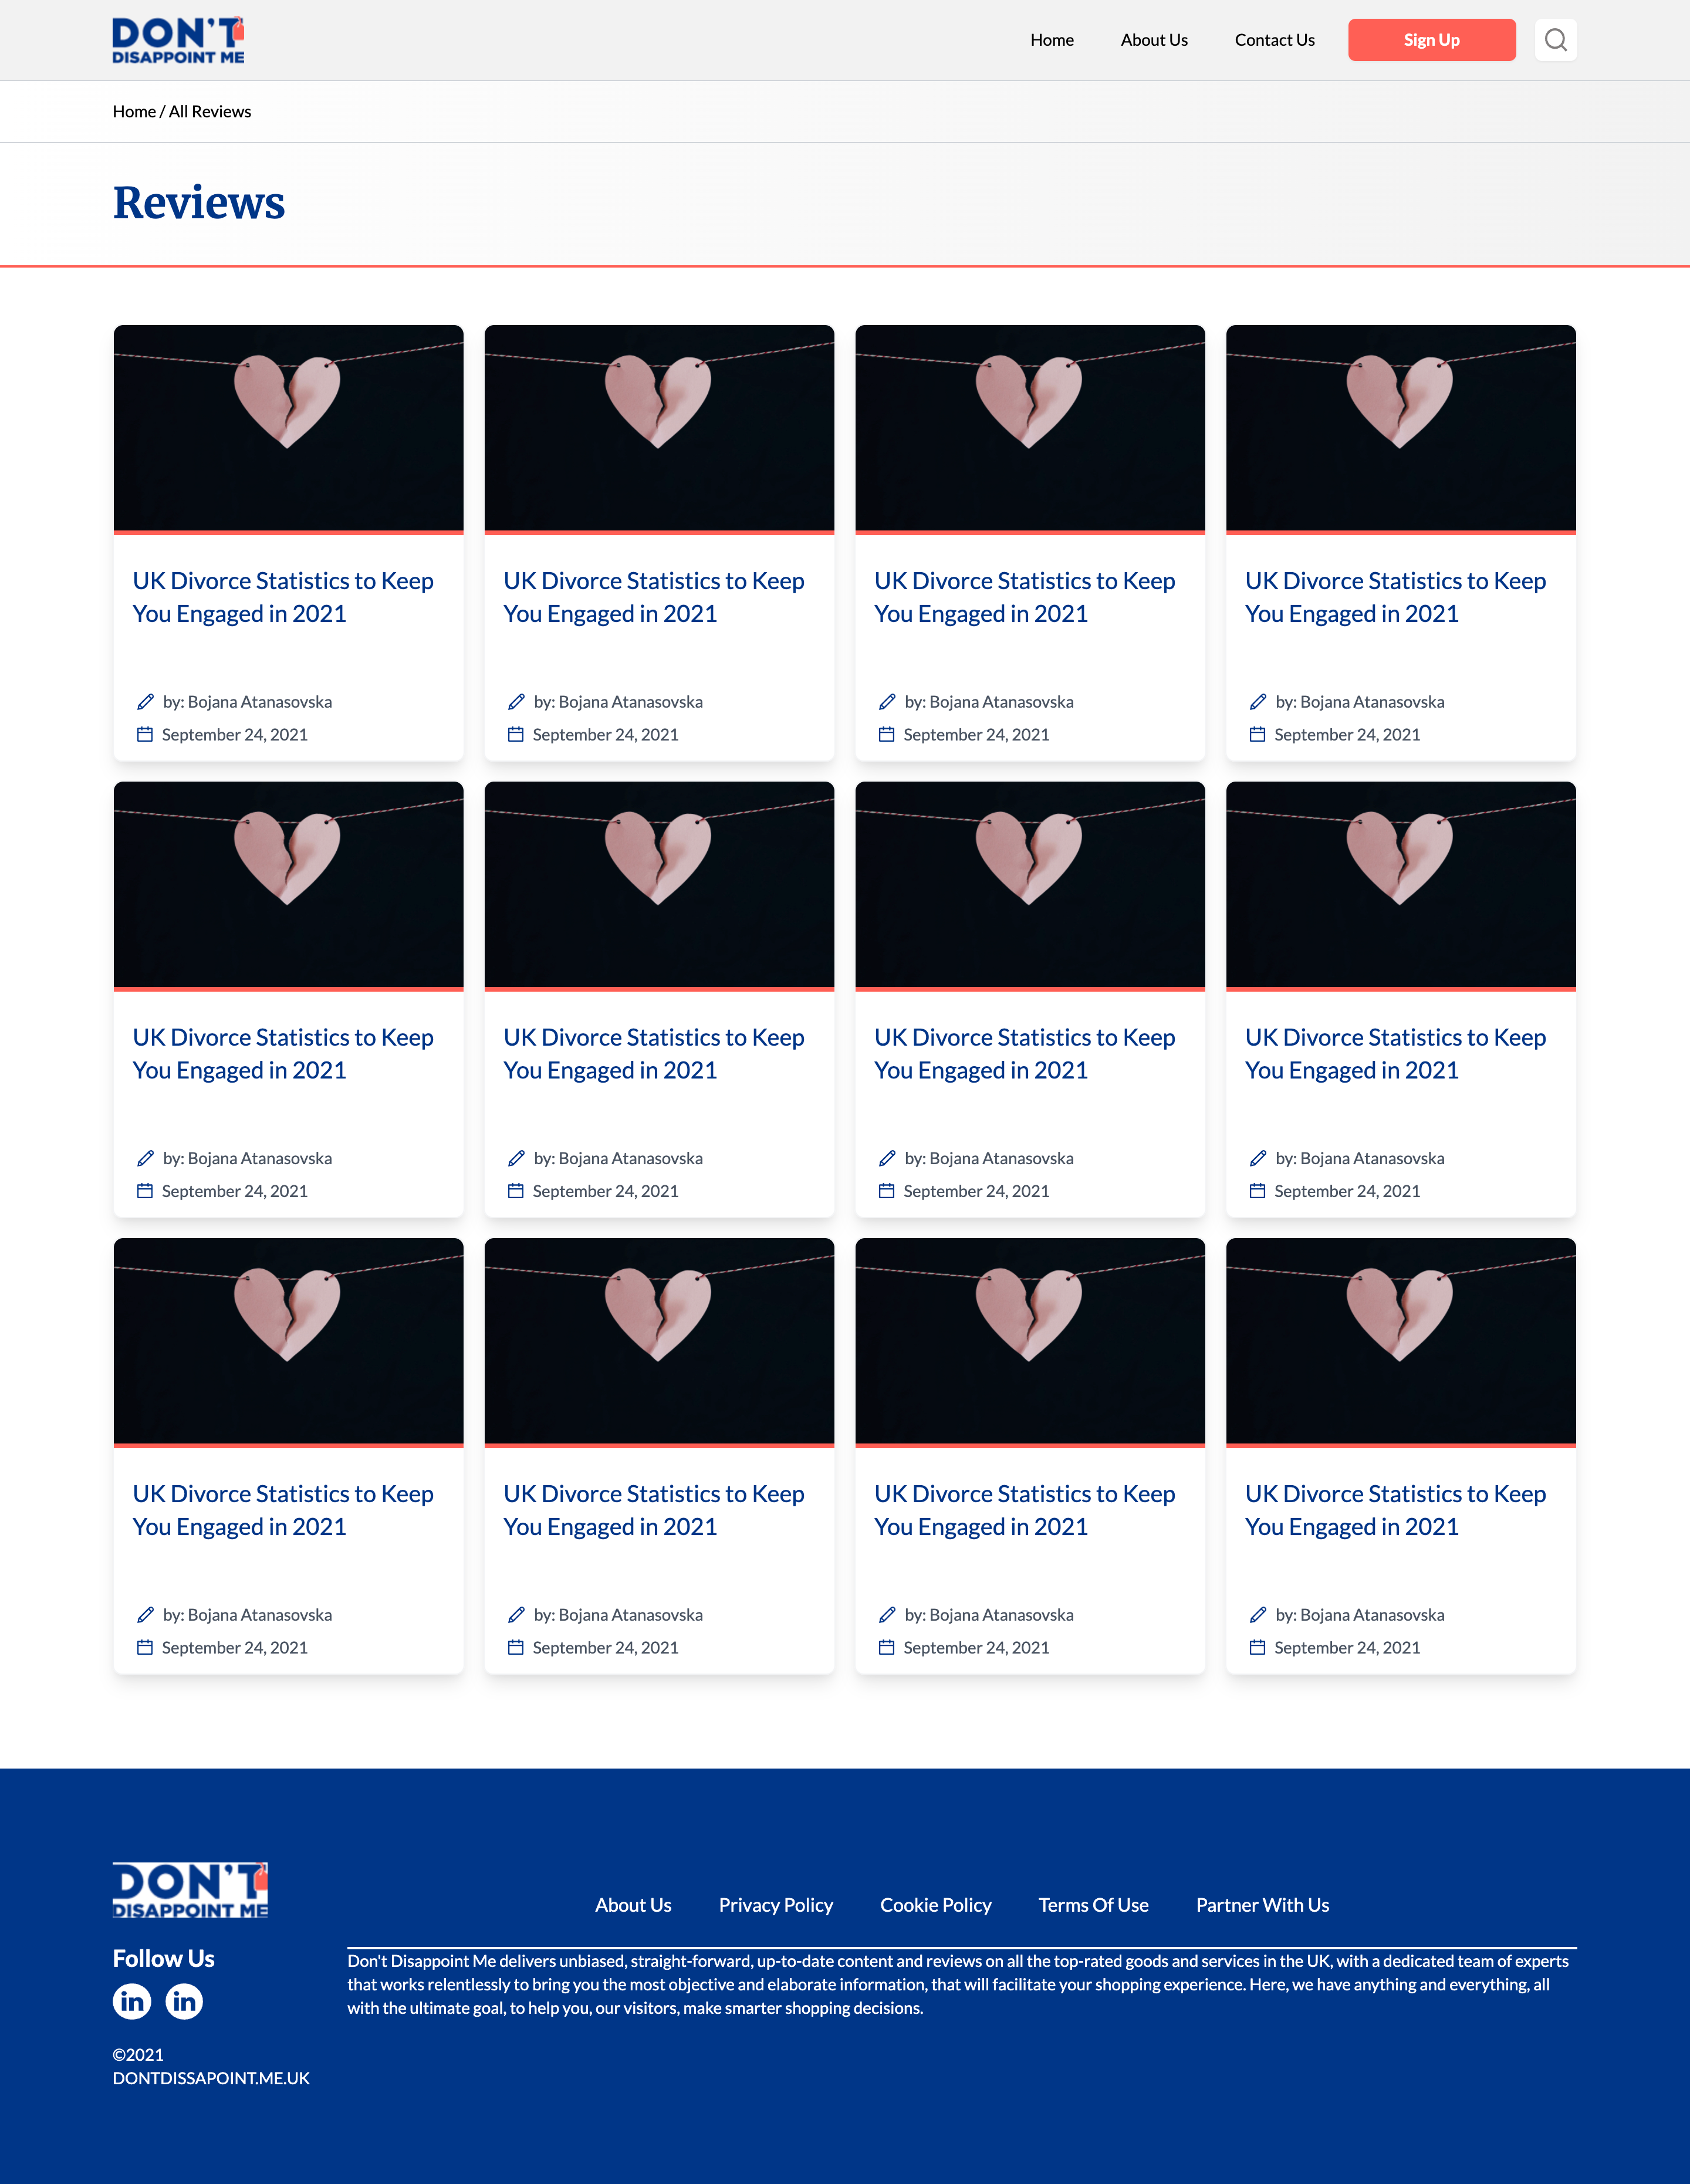 DON'T
DISAPPOINT ME
Home
About Us
Contact Us
Sign Up
Home / All Reviews
Reviews
UK Divorce Statistics to Keep
You Engaged in 2021
by: Bojana Atanasovska
September 24, 2021
UK Divorce Statistics to Keep
You Engaged in 2021
by: Bojana Atanasovska
September 24, 2021
UK Divorce Statistics to Keep
You Engaged in 2021
by: Bojana Atanasovska
September 24, 2021
UK Divorce Statistics to Keep
You Engaged in 2021
by: Bojana Atanasovska
September 24, 2021
UK Divorce Statistics to Keep
You Engaged in 2021
by: Bojana Atanasovska
September 24, 2021
UK Divorce Statistics to Keep
You Engaged in 2021
by: Bojana Atanasovska
September 24, 2021
UK Divorce Statistics to Keep
You Engaged in 2021
by: Bojana Atanasovska
September 24, 2021
UK Divorce Statistics to Keep
You Engaged in 2021
by: Bojana Atanasovska
September 24, 2021
UK Divorce Statistics to Keep
You Engaged in 2021
by: Bojana Atanasovska
September 24, 2021
UK Divorce Statistics to Keep
You Engaged in 2021
by: Bojana Atanasovska
September 24, 2021
UK Divorce Statistics to Keep
You Engaged in 2021
by: Bojana Atanasovska
September 24, 2021
UK Divorce Statistics to Keep
You Engaged in 2021
by: Bojana Atanasovska
September 24, 2021
DON'T
DISAPPOINT ME
Follow Us
in
in
©2021
DONTDISSAPOINT.ME.UK
About Us
Privacy Policy
Cookie Policy
Terms Of Use
Partner With Us
Don't Disappoint Me delivers unbiased, straight-forward, up-to-date content and reviews on all the top-rated goods and services in the UK, with a dedicated team of experts
that works relentlessly to bring you the most objective and elaborate information, that will facilitate your shopping experience. Here, we have anything and everything, all
with the ultimate goal, to help you, our visitors, make smarter shopping decisions.